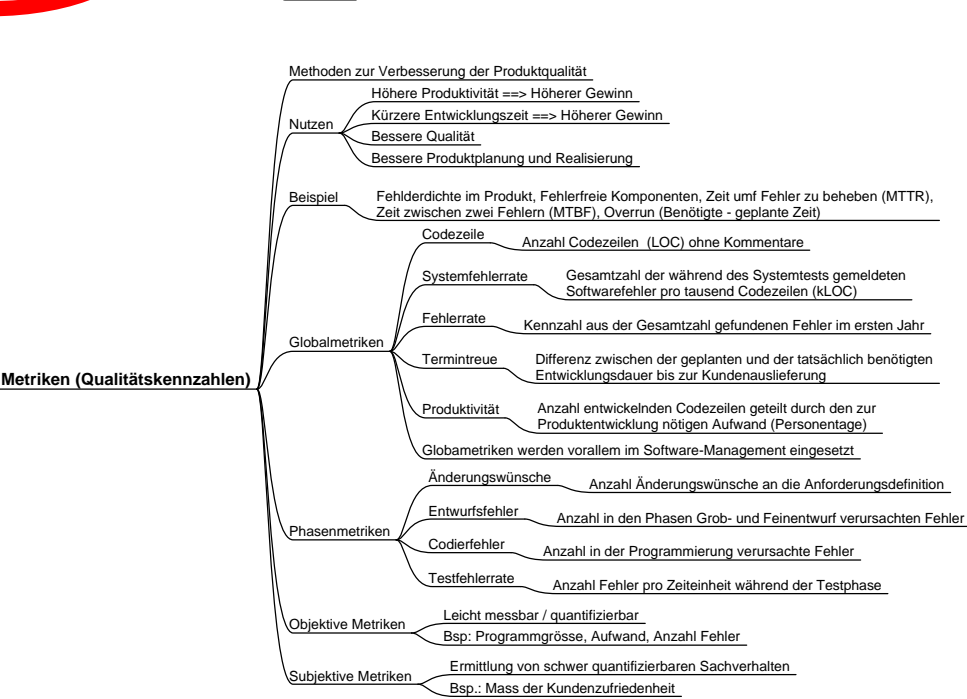 Methoden zur Verbesserung der Produktqualität
Nutzen
Höhere Produktivität ==> Höherer Gewinn
Kürzere Entwicklungszeit ==> Höherer Gewinn
Bessere Qualität
Bessere Produktplanung und Realisierung
Beispiel
Fehlderdichte im Produkt, Fehlerfreie Komponenten, Zeit umf Fehler zu beheben (MTTR),
Zeit zwischen zwei Fehlern (MTBF), Overrun (Benötigte - geplante Zeit)
Codezeile
Anzahl Codezeilen (LOC) ohne Kommentare
Systemfehlerrate
Gesamtzahl der während des Systemtests gemeldeten
Softwarefehler pro tausend Codezeilen (kLOC)
Fehlerrate
Kennzahl aus der Gesamtzahl gefundenen Fehler im ersten Jahr
Globalmetriken
Termintreue
Differenz zwischen der geplanten und der tatsächlich benötigten
Entwicklungsdauer bis zur Kundenauslieferung
Metriken (Qualitätskennzahlen)
Produktivität
Anzahl entwickelnden Codezeilen geteilt durch den zur
Produktentwicklung nötigen Aufwand (Personentage)
Globametriken werden vorallem im Software-Management eingesetzt
Änderungswünsche
Anzahl Änderungswünsche an die Anforderungsdefinition
Entwurfsfehler
Anzahl in den Phasen Grob- und Feinentwurf verursachten Fehler
Phasenmetriken
Codierfehler
Anzahl in der Programmierung verursachte Fehler
Testfehlerrate
Anzahl Fehler pro Zeiteinheit während der Testphase
Objektive Metriken
Leicht messbar / quantifizierbar
Bsp: Programmgrösse, Aufwand, Anzahl Fehler
Subjektive Metriken
Ermittlung von schwer quantifizierbaren Sachverhalten
Bsp.: Mass der Kundenzufriedenheit